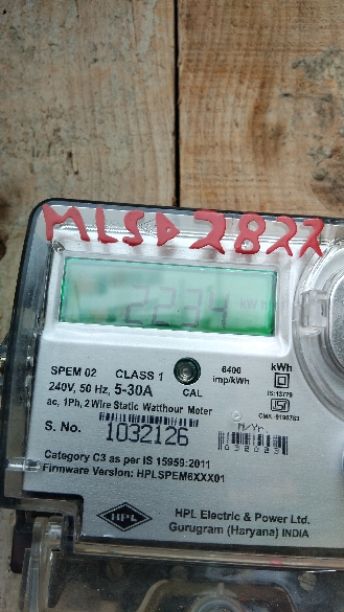 MLSD2822
2234
SPEM 02 CLASS 1 6400 kWh
240V, 50 Hz, 5-30A CAL imp/kWh
ac, 1Ph, 2 Wire Static Watthour Meter
S. No. 1032126 M/Yr
Category C3 as per IS 15959:2011
Firmware Version: HPLSPEM6XXX01
HPL HPL Electric & Power Ltd.
Gurugram (Haryana) INDIA